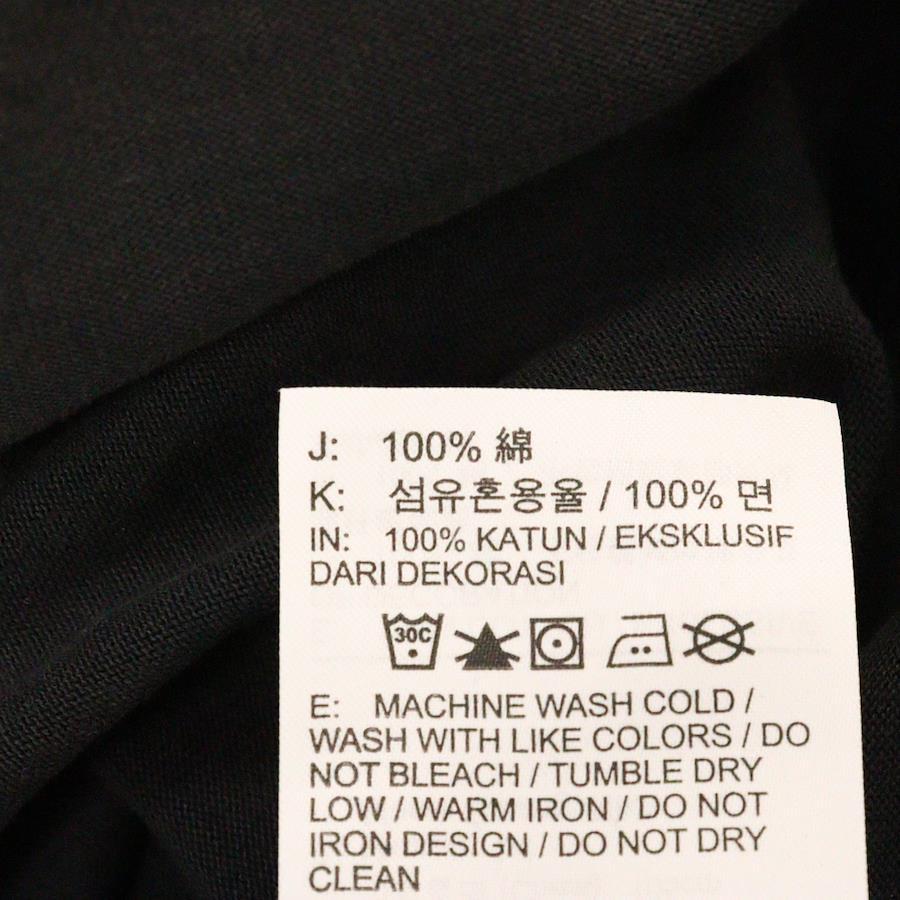 J: 100% 綿
K: 섬유혼용율 / 100% 면
IN: 100% KATUN / EKSKLUSIF
DARI DEKORASI
30C
E: MACHINE WASH COLD /
WASH WITH LIKE COLORS / DO
NOT BLEACH / TUMBLE DRY
LOW / WARM IRON / DO NOT
IRON DESIGN / DO NOT DRY
CLEAN